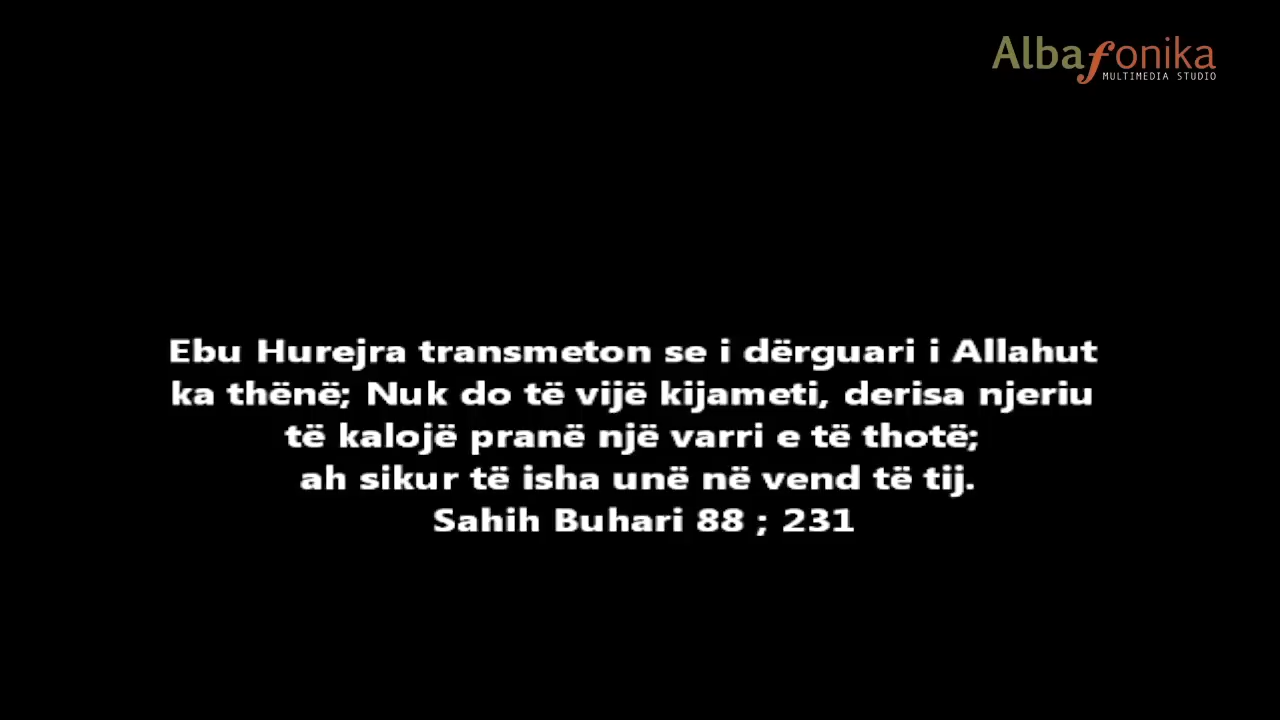 Albafonika
MULTIMEDIA STUDIO
Ebu Hurejra transmeton se i dërguari i Allahut
ka thënë; Nuk do të vijë kijameti, derisa njeriu
të kalojë pranë një varri e të thotë;
ah sikur të isha unë në vend të tij.
Sahih Buhari 88 ; 231